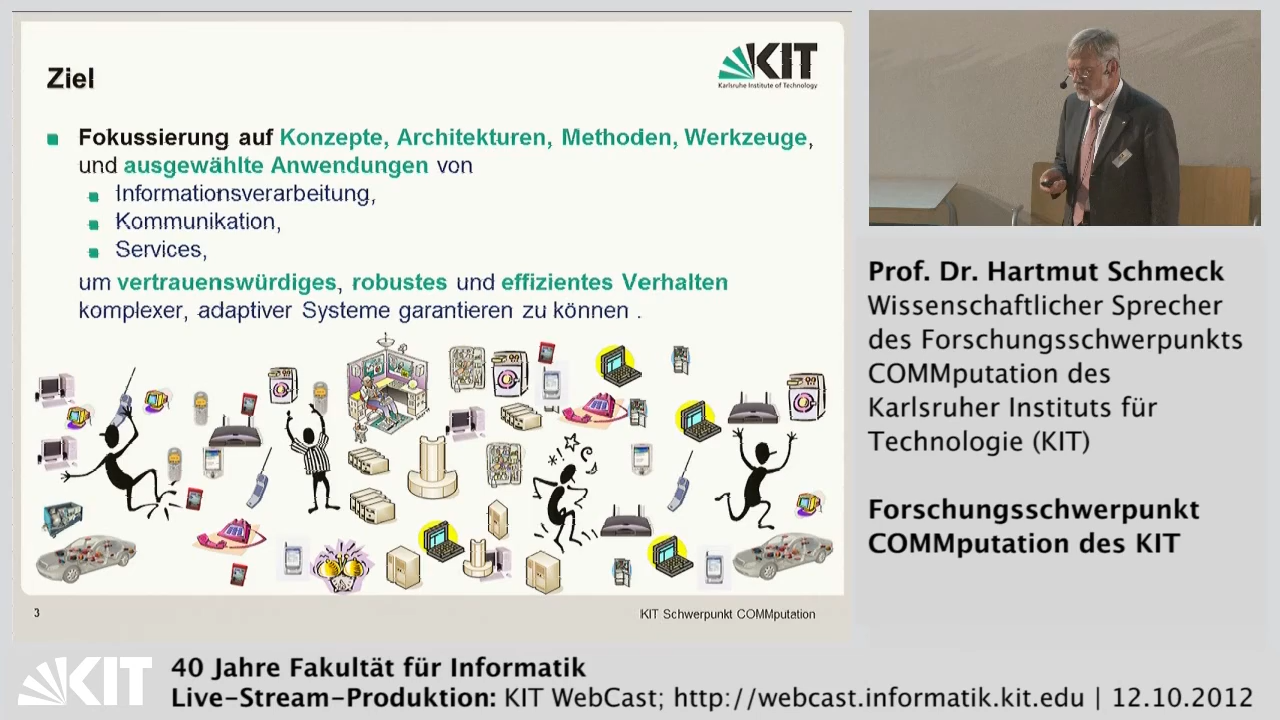 Ziel
KIT
Karlsruhe Institute of Technology
Fokussierung auf Konzepte, Architekturen, Methoden, Werkzeuge,
und ausgewählte Anwendungen von
Informationsverarbeitung,
Kommunikation,
Services,
um vertrauenswürdiges, robustes und effizientes Verhalten
komplexer, adaptiver Systeme garantieren zu können .
3
KIT Schwerpunkt COMMputation
Prof. Dr. Hartmut Schmeck
Wissenschaftlicher Sprecher
des Forschungsschwerpunkts
COMMputation des
Karlsruher Instituts für
Technologie (KIT)
Forschungsschwerpunkt
COMMputation des KIT
KIT
40 Jahre Fakultät für Informatik
Live-Stream-Produktion: KIT WebCast; http://webcast.informatik.kit.edu | 12.10.2012